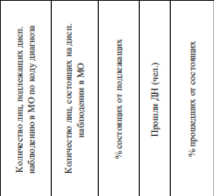 Количество лиц, подлежащих дисп.
наблюдению в МО по коду диагноза
Количество лиц, состоящих на дисп.
наблюдении в МО
% состоящих от подлежащих
Прошли ДН (чел.)
% прошедших от состоящих